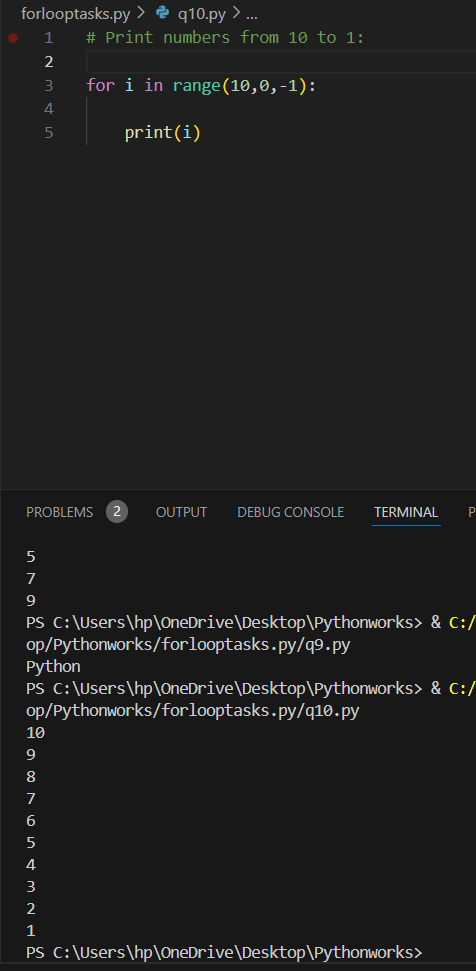 forlooptasks.py > q10.py > ...
1 # Print numbers from 10 to 1:
2
3 for i in range(10,0,-1):
4
5 print(i)
PROBLEMS 2 OUTPUT DEBUG CONSOLE TERMINAL P
5
7
9
PS C:\Users\hp\OneDrive\Desktop\Pythonworks> & C:/
op/Pythonworks/forlooptasks.py/q9.py
Python
PS C:\Users\hp\OneDrive\Desktop\Pythonworks> & C:/
op/Pythonworks/forlooptasks.py/q10.py
10
9
8
7
6
5
4
3
2
1
PS C:\Users\hp\OneDrive\Desktop\Pythonworks>